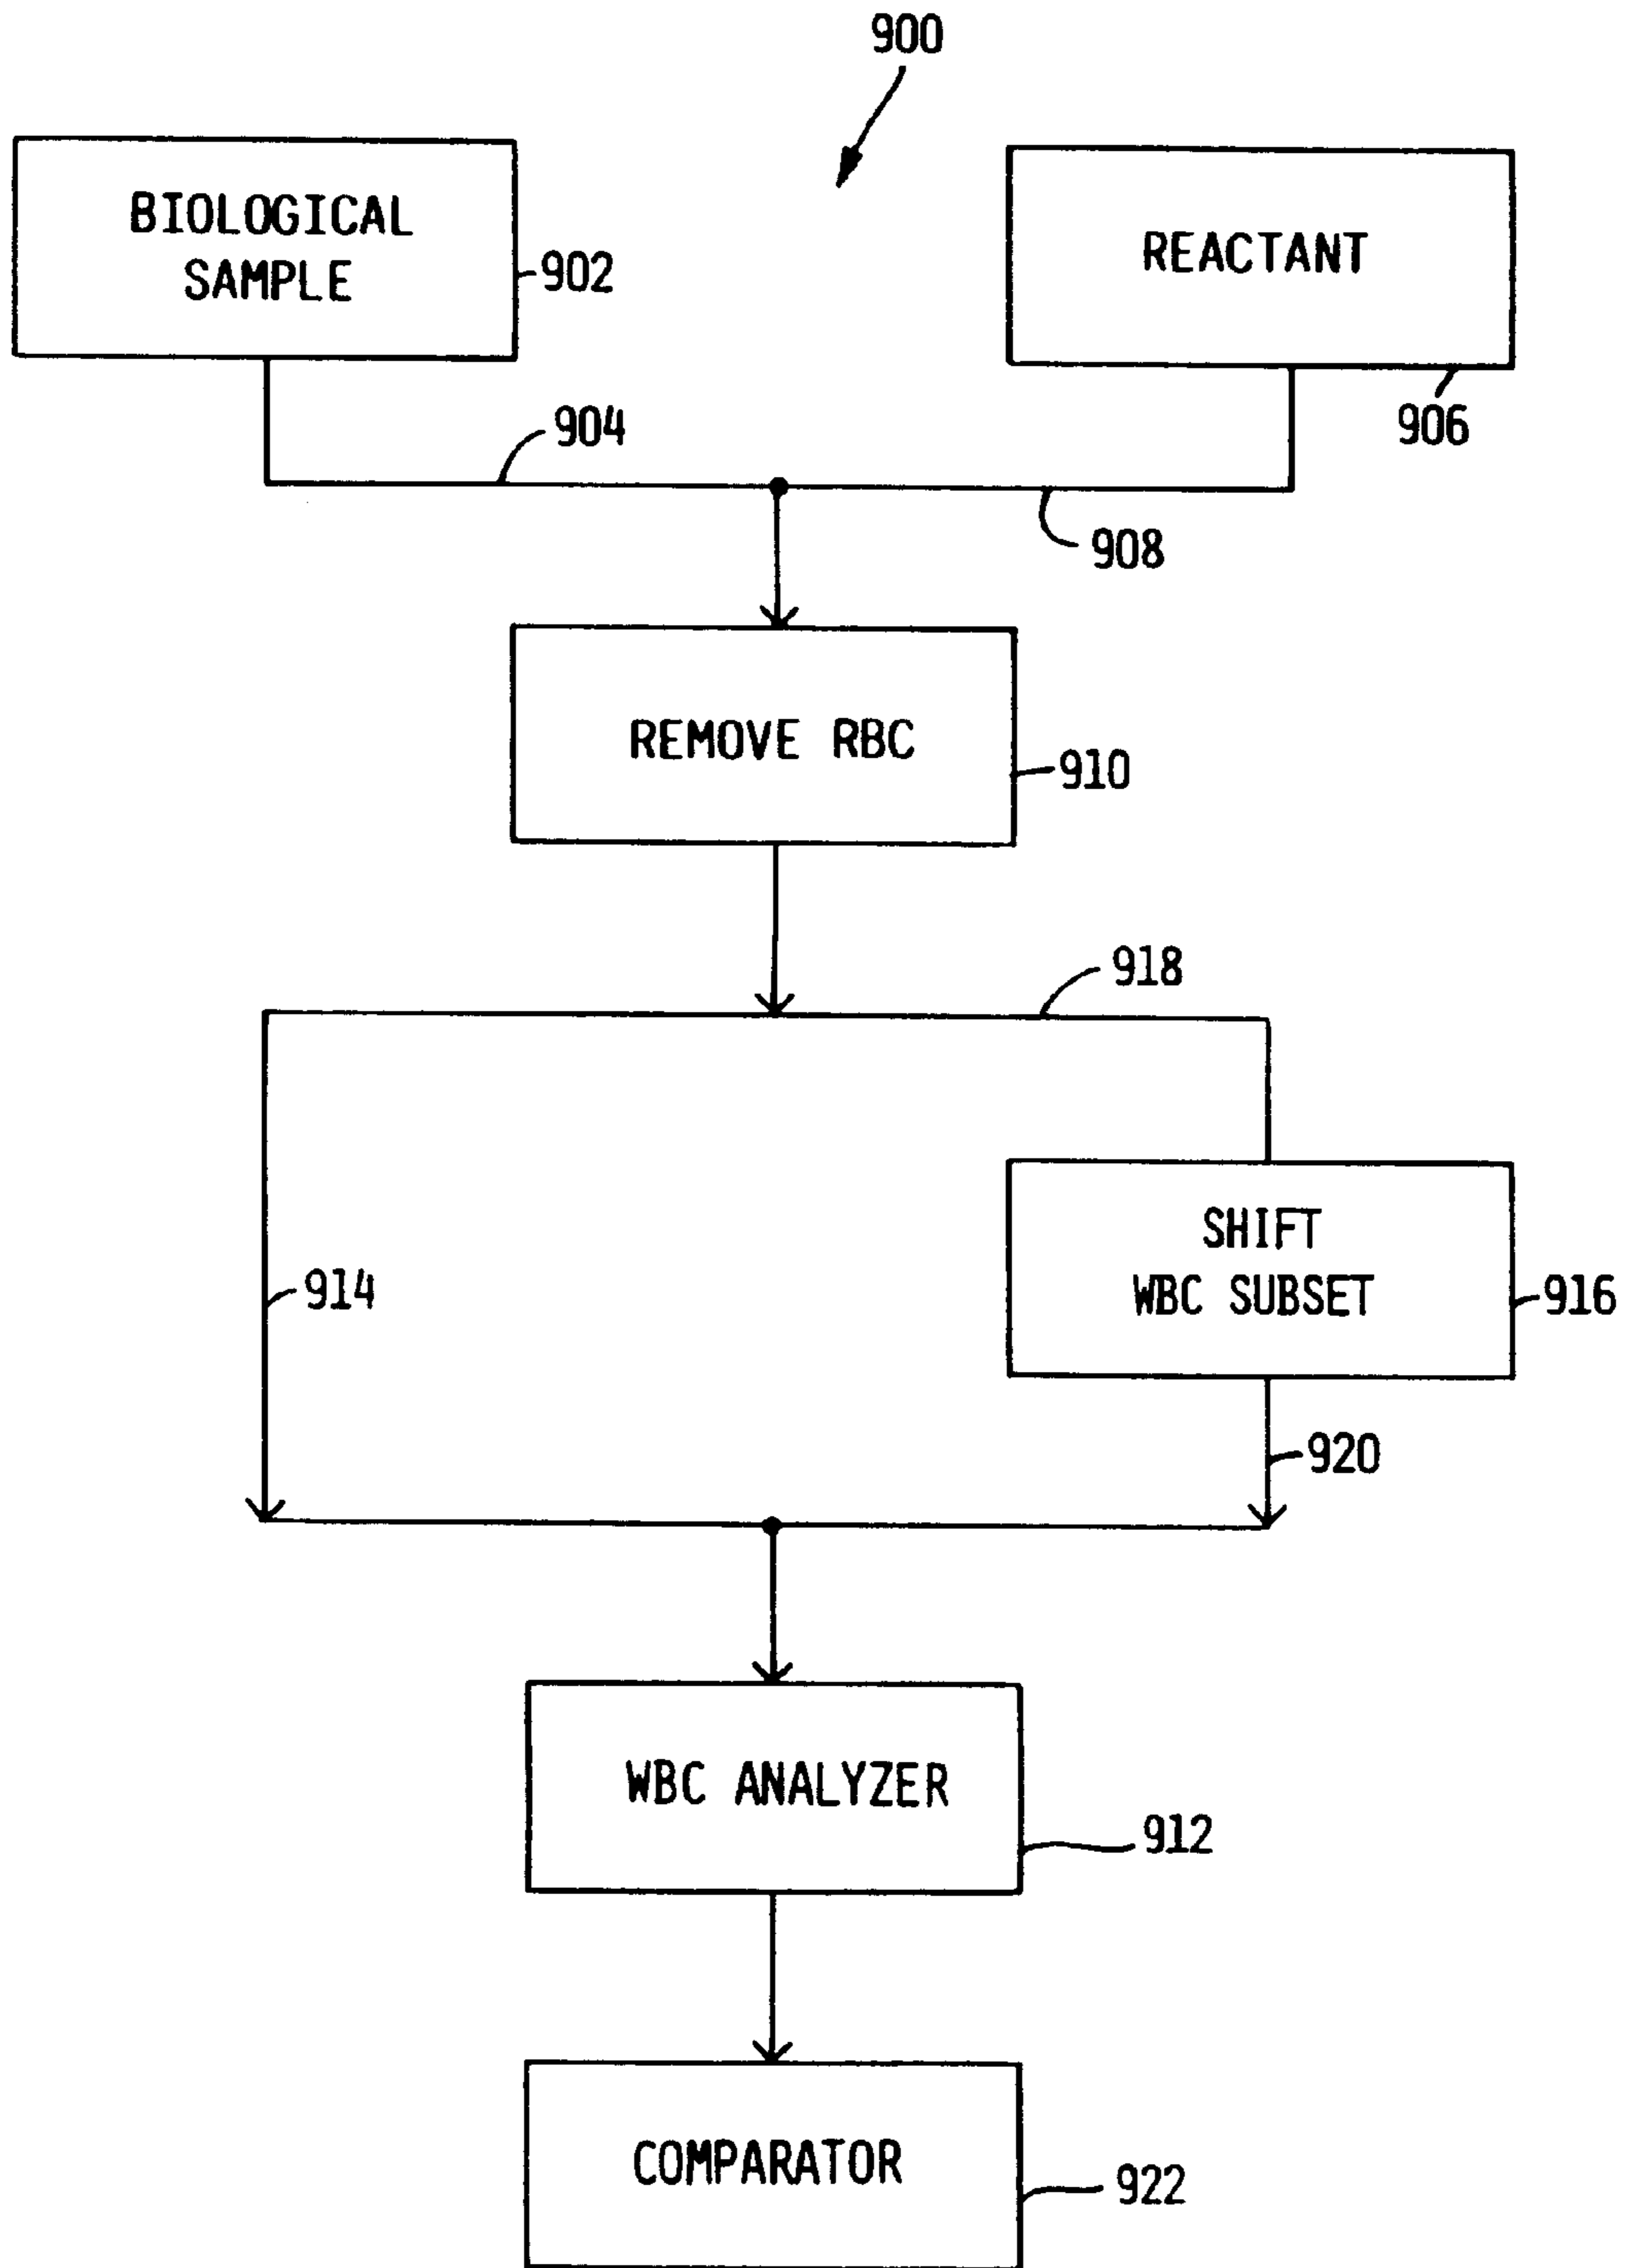 900
BIOLOGICAL
SAMPLE
902
REACTANT
906
904
908
REMOVE RBC
910
918
914
SHIFT
WBC SUBSET
916
920
WBC ANALYZER
912
COMPARATOR
922